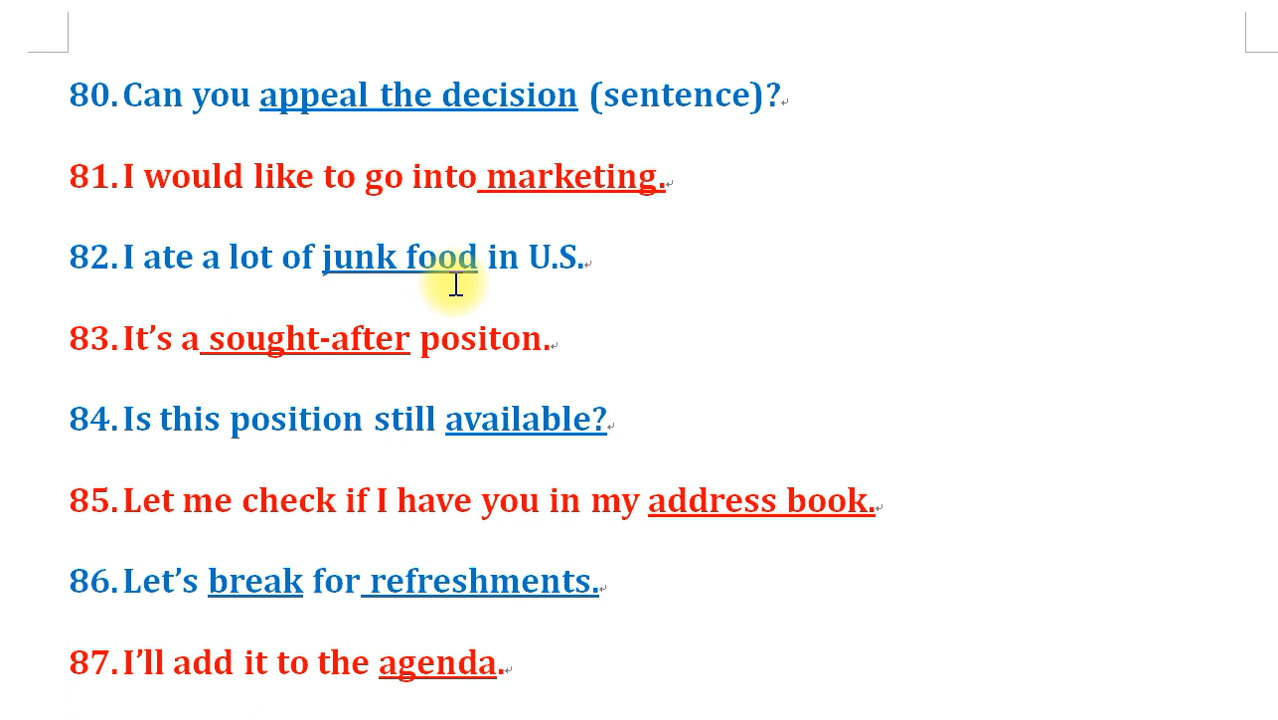 80. Can you appeal the decision (sentence)?
81. I would like to go into marketing.
82. I ate a lot of junk food in U.S.
83. It’s a sought-after positon.
84. Is this position still available?
85. Let me check if I have you in my address book.
86. Let’s break for refreshments.
87. I’ll add it to the agenda.